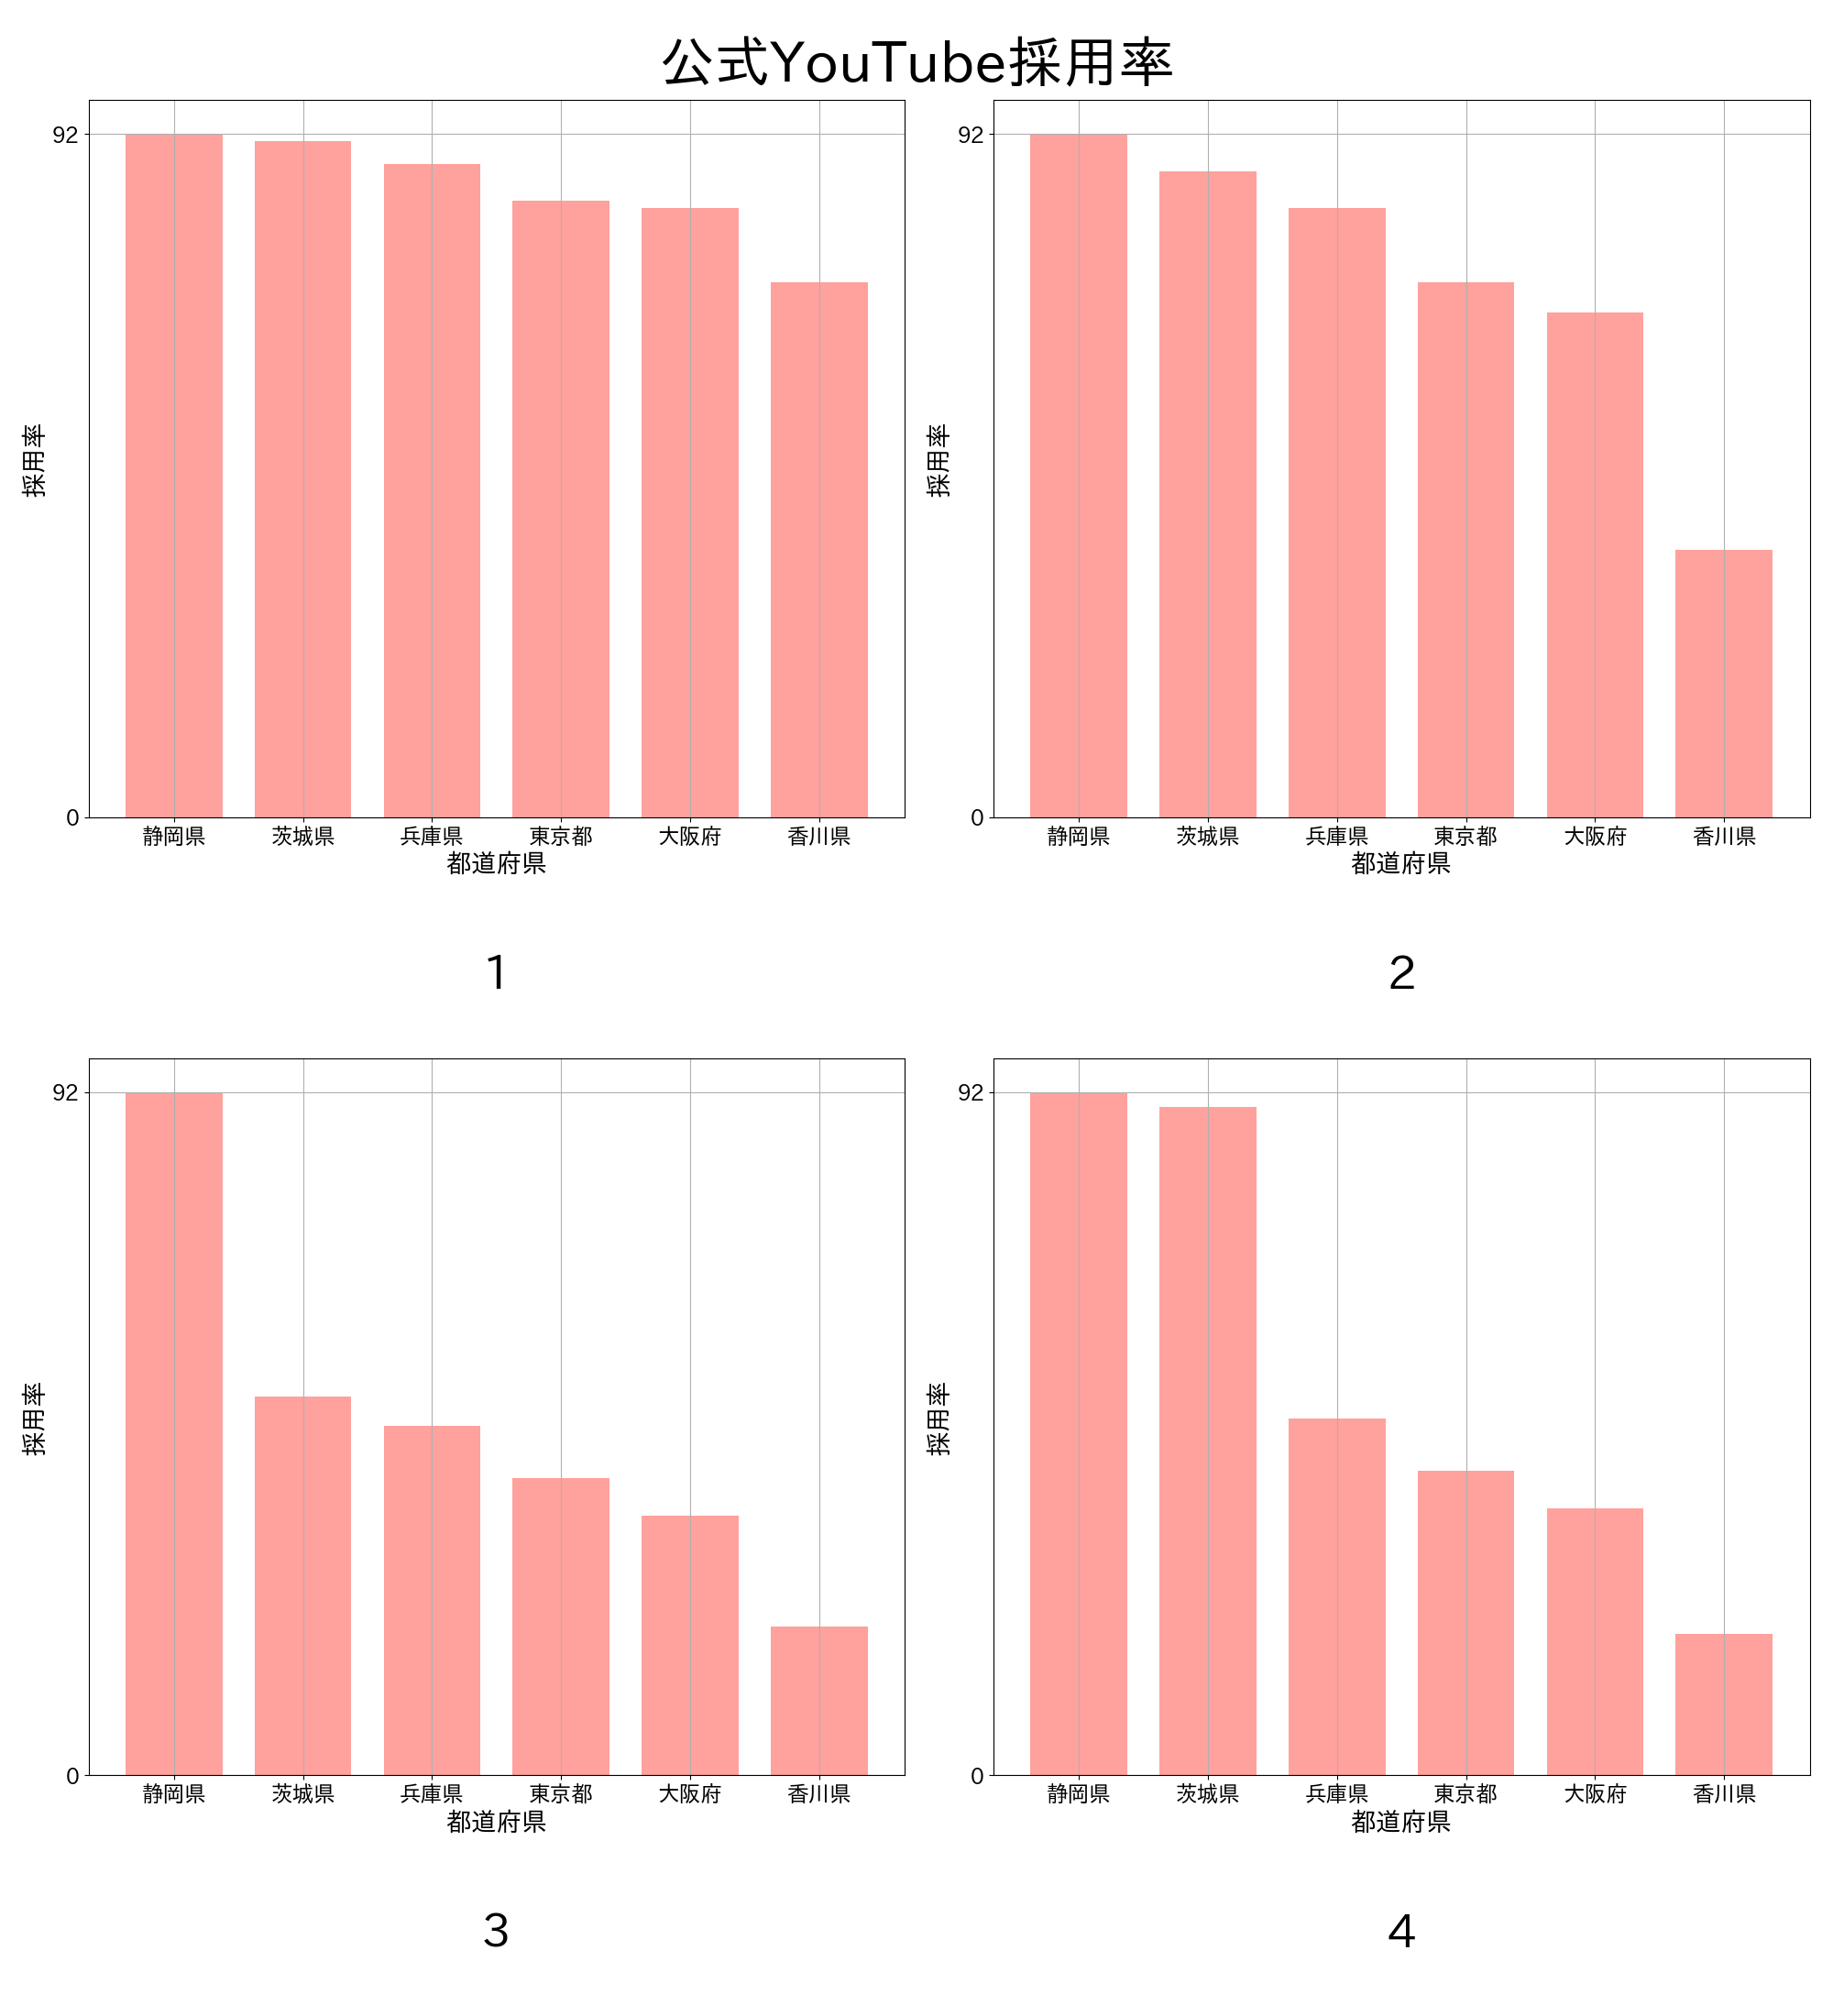 公式YouTube採用率
92
0
採用率
静岡県 茨城県 兵庫県 東京都 大阪府 香川県
都道府県
1
92
0
採用率
静岡県 茨城県 兵庫県 東京都 大阪府 香川県
都道府県
2
92
0
採用率
静岡県 茨城県 兵庫県 東京都 大阪府 香川県
都道府県
3
92
0
採用率
静岡県 茨城県 兵庫県 東京都 大阪府 香川県
都道府県
4